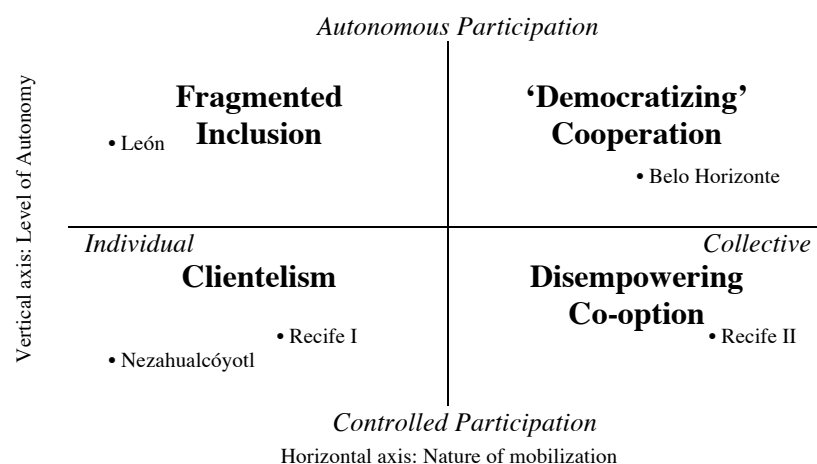 Autonomous Participation
Vertical axis: Level of Autonomy
Fragmented
Inclusion
• León
‘Democratizing’
Cooperation
• Belo Horizonte
Individual
Collective
Clientelism
• Recife I
• Nezahualcóyotl
Disempowering
Co-option
• Recife II
Controlled Participation
Horizontal axis: Nature of mobilization